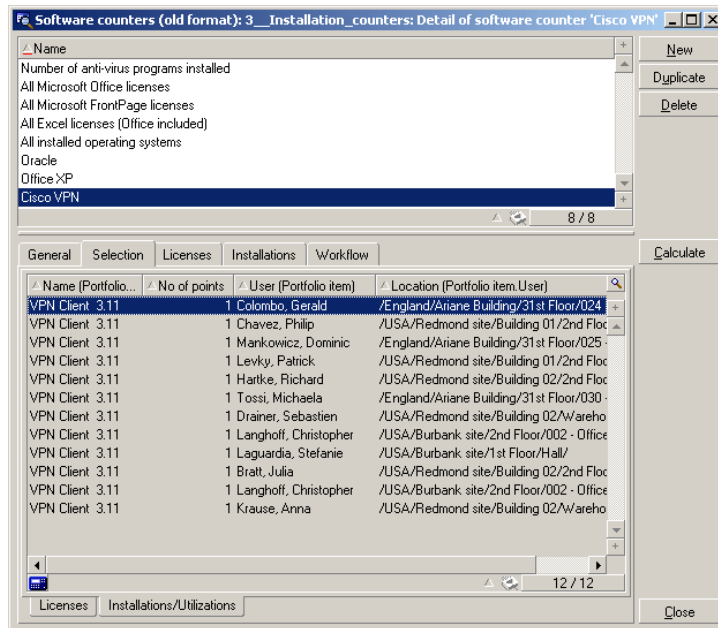 Software counters (old format): 3__Installation_counters: Detail of software counter 'Cisco VPN'
Name
Number of anti-virus programs installed
All Microsoft Office licenses
All Microsoft FrontPage licenses
All Excel licenses (Office included)
All installed operating systems
Oracle
Office XP
Cisco VPN
8 / 8
New
Duplicate
Delete
Calculate
General Selection Licenses Installations Workflow
Name (Portfolio... No of points User (Portfolio item) Location (Portfolio item.User)
VPN Client 3.11 1 Colombo, Gerald /England/Ariane Building/31st Floor/024
VPN Client 3.11 1 Chavez, Philip /USA/Redmond site/Building 01/2nd Floc
VPN Client 3.11 1 Mankowicz, Dominic /England/Ariane Building/31st Floor/025 -
VPN Client 3.11 1 Levky, Patrick /USA/Redmond site/Building 01/2nd Floc
VPN Client 3.11 1 Hartke, Richard /USA/Redmond site/Building 02/2nd Floc
VPN Client 3.11 1 Tossi, Michaela /England/Ariane Building/31st Floor/030 -
VPN Client 3.11 1 Drainer, Sebastien /USA/Redmond site/Building 02/Wareho
VPN Client 3.11 1 Langhoff, Christopher /USA/Burbank site/2nd Floor/002 - Office
VPN Client 3.11 1 Laguardia, Stefanie /USA/Burbank site/1st Floor/Hall/
VPN Client 3.11 1 Bratt, Julia /USA/Redmond site/Building 02/2nd Floc
VPN Client 3.11 1 Langhoff, Christopher /USA/Burbank site/2nd Floor/002 - Office
VPN Client 3.11 1 Krause, Anna /USA/Redmond site/Building 02/Wareho
12 / 12
Licenses Installations/Utilizations
Close